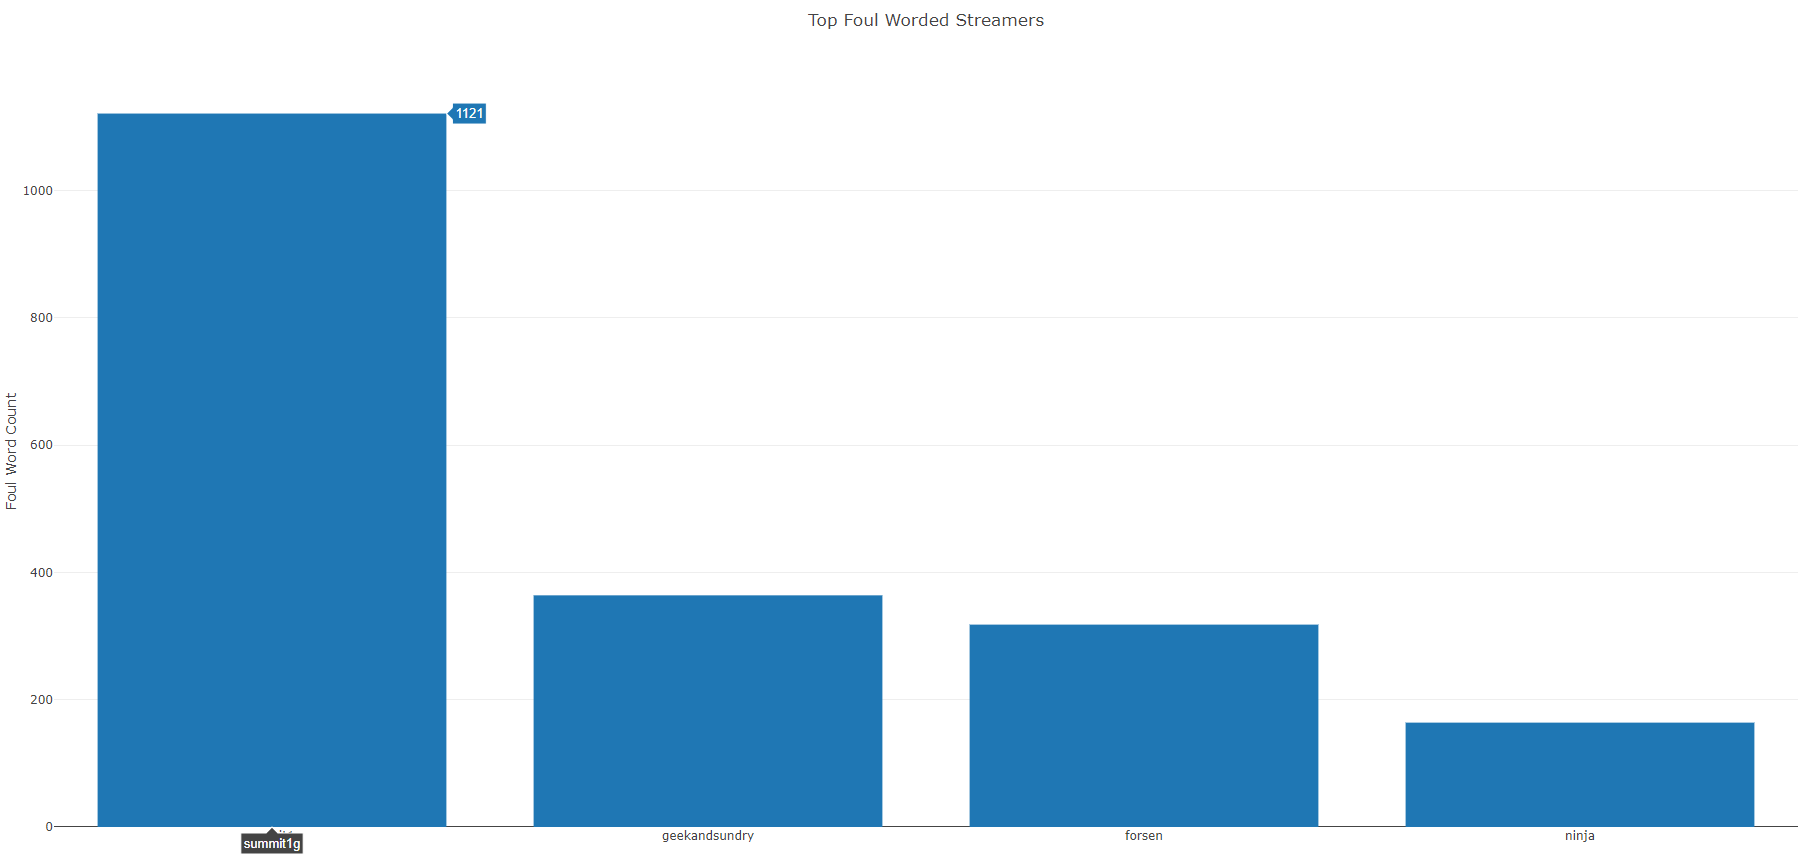 Top Foul Worded Streamers
1121
1000
800
600
400
200
0
Foul Word Count
summit1g
geekandsundry
forsen
ninja